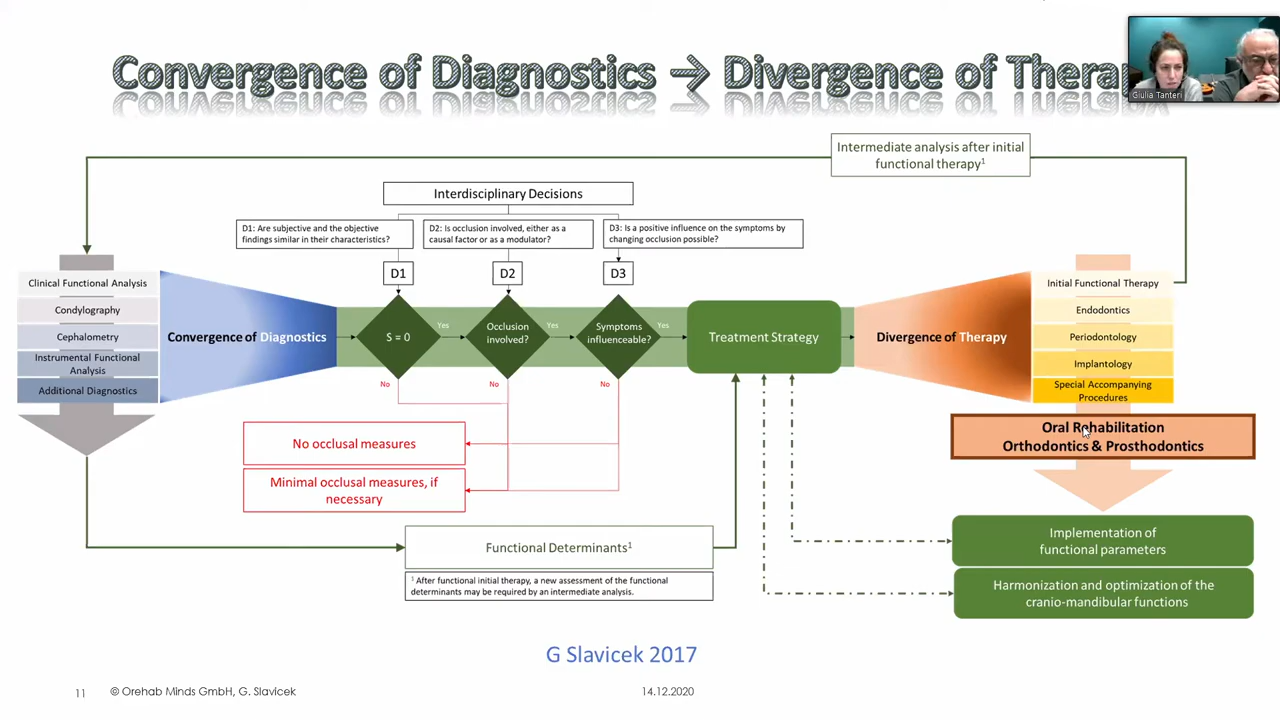 Convergence of Diagnostics → Divergence of
Giulia Tanteri
Intermediate analysis after initial
functional therapy¹
Interdisciplinary Decisions
D1: Are subjective and the objective
findings similar in their characteristics?
D2: Is occlusion involved, either as a
causal factor or as a modulator?
D3: Is a positive influence on the symptoms by
changing occlusion possible?
D1
D2
D3
Clinical Functional Analysis
Condylography
Cephalometry
Instrumental Functional
Analysis
Additional Diagnostics
Convergence of Diagnostics
S = 0
Yes
No
Occlusion
involved?
Yes
No
Symptoms
influenceable?
Yes
No
Treatment Strategy
Divergence of Therapy
Initial Functional Therapy
Endodontics
Periodontology
Implantology
Special Accompanying
Procedures
Oral Rehabilitation
Orthodontics & Prosthodontics
No occlusal measures
Minimal occlusal measures, if
necessary
Functional Determinants¹
¹ After functional initial therapy, a new assessment of the functional
determinants may be required by an intermediate analysis.
Implementation of
functional parameters
Harmonization and optimization of the
cranio-mandibular functions
G Slavicek 2017
11
© Orehab Minds GmbH, G. Slavicek
14.12.2020